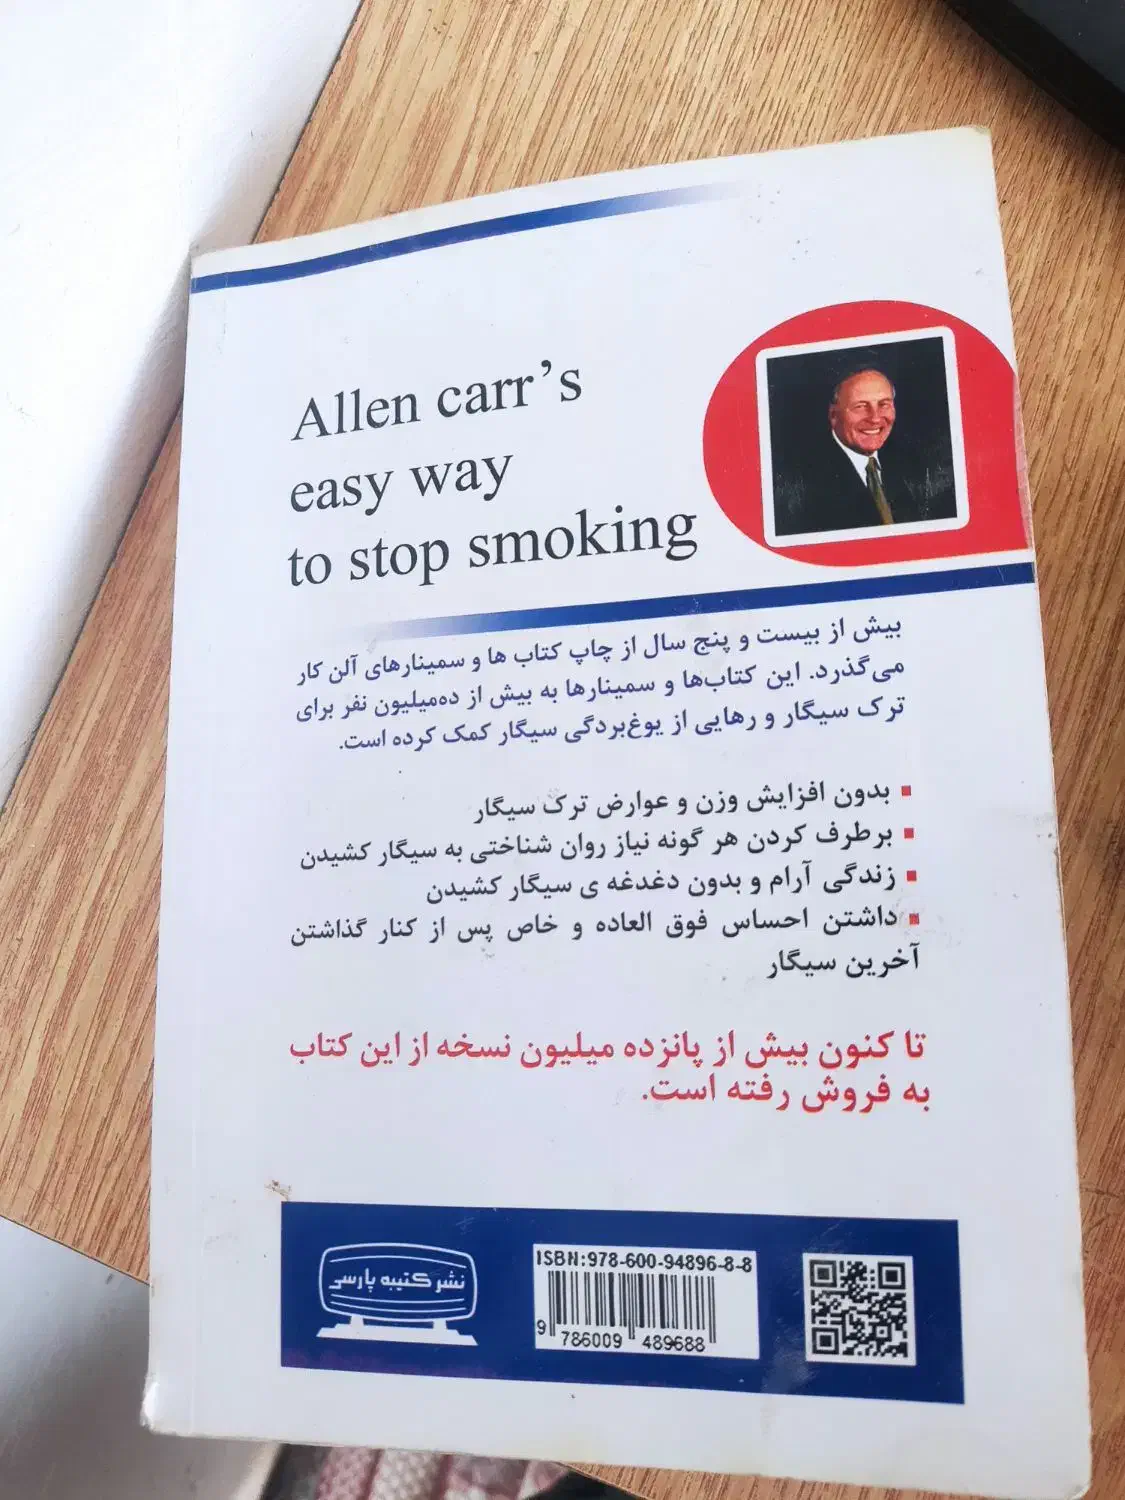 Allen carr’s
easy way
to stop smoking
بیش از بیست و پنج سال از چاپ کتاب ها و سمینارهای آلن کار
می‌گذرد. این کتاب‌ها و سمینارها به بیش از ده‌میلیون نفر برای
ترک سیگار و رهایی از یوغ‌بردگی سیگار کمک کرده است.
▪ بدون افزایش وزن و عوارض ترک سیگار
▪ برطرف کردن هر گونه نیاز روان شناختی به سیگار کشیدن
▪ زندگی آرام و بدون دغدغه ی سیگار کشیدن
▪ داشتن احساس فوق العاده و خاص پس از کنار گذاشتن
آخرین سیگار
تا کنون بیش از پانزده میلیون نسخه از این کتاب
به فروش رفته است.
نشر کتیبه پارسی
ISBN:978-600-94896-8-8
9 786009 489688